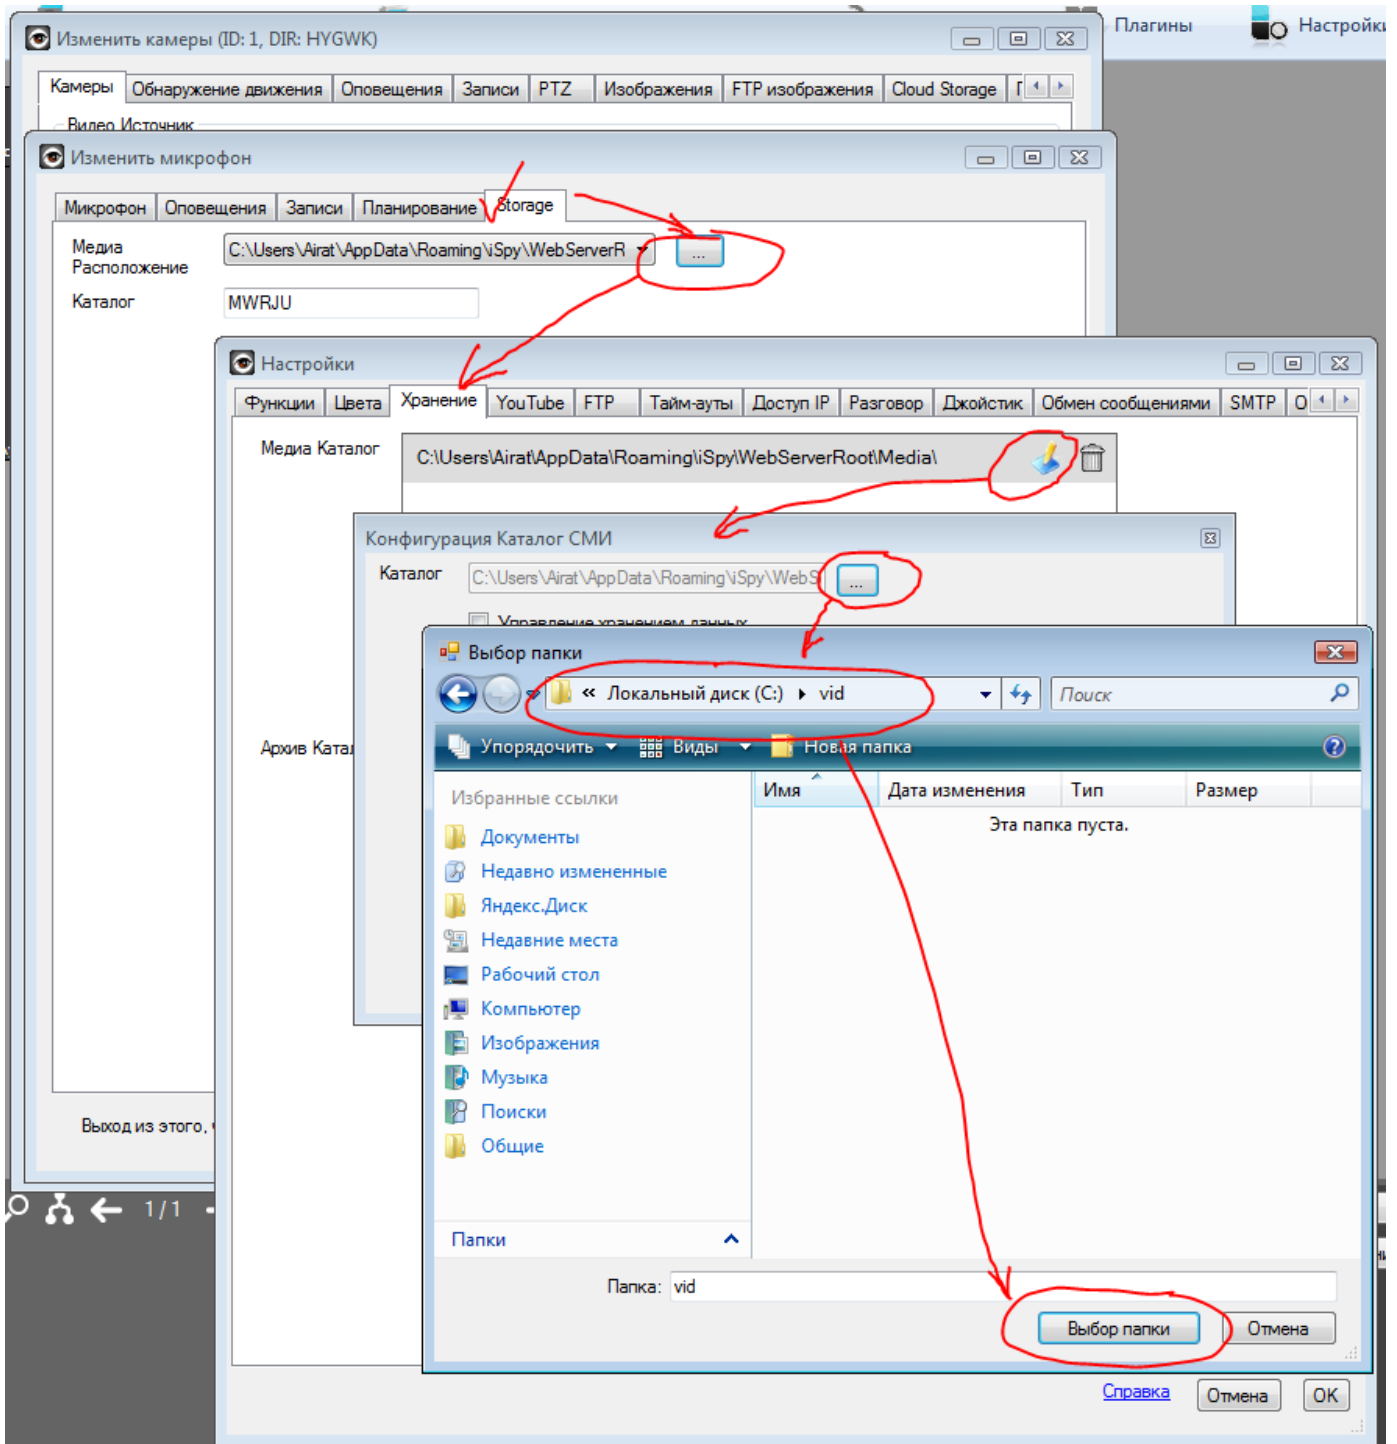 Плагины
Настройки
Изменить камеры (ID: 1, DIR: HYGWK)
Камеры Обнаружение движения Оповещения Записи PTZ Изображения FTP изображения Cloud Storage
Видео Источник
Изменить микрофон
Микрофон Оповещения Записи Планирование Storage
Медиа
Расположение
C:\Users\Airat\AppData\Roaming\iSpy\WebServerR
...
Каталог
MWRJU
Настройки
Функции Цвета Хранение YouTube FTP Тайм-ауты Доступ IP Разговор Джойстик Обмен сообщениями SMTP
Медиа Каталог
C:\Users\Airat\AppData\Roaming\iSpy\WebServerRoot\Media\
Конфигурация Каталог СМИ
Каталог
C:\Users\Airat\AppData\Roaming\iSpy\WebS
...
Управление хранением данных
Выбор папки
« Локальный диск (C:) vid
Поиск
Упорядочить Виды Новая папка
Архив Ката
Избранные ссылки
Имя Дата изменения Тип Размер
Эта папка пуста.
Документы
Недавно измененные
Яндекс.Диск
Недавние места
Рабочий стол
Компьютер
Изображения
Музыка
Поиски
Общие
Выход из этого,
1/1
Папки
Папка: vid
Выбор папки Отмена
Справка Отмена OK